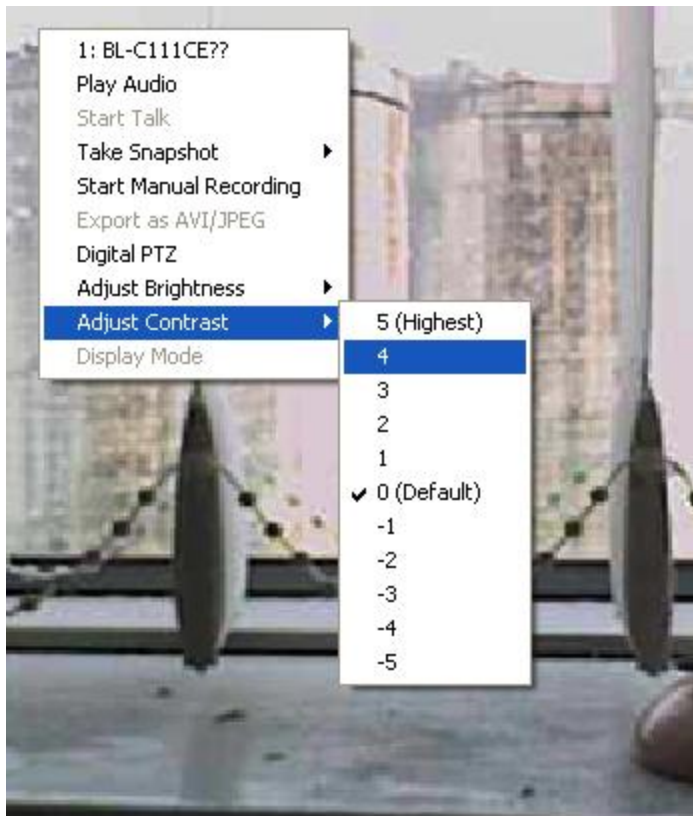 1: BL-C111CE??
Play Audio
Start Talk
Take Snapshot
Start Manual Recording
Export as AVI/JPEG
Digital PTZ
Adjust Brightness
Adjust Contrast
Display Mode
5 (Highest)
4
3
2
1
0 (Default)
-1
-2
-3
-4
-5